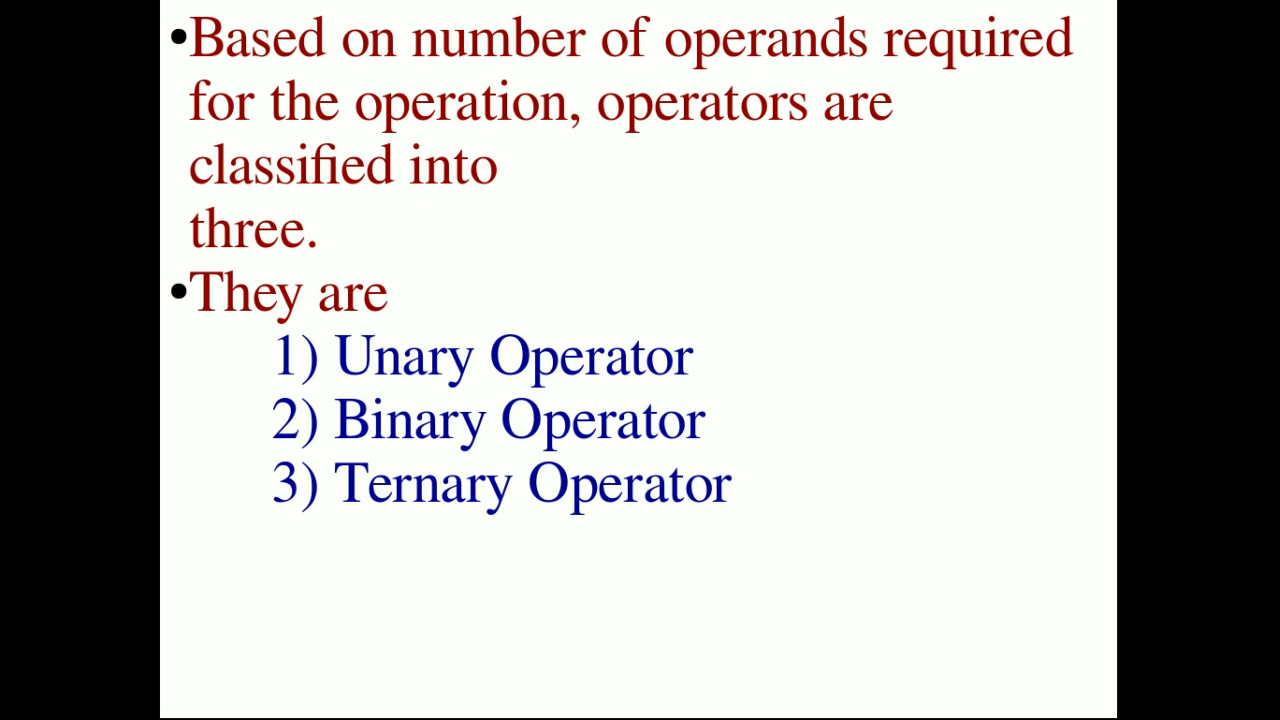 •Based on number of operands required
for the operation, operators are
classified into
three.
•They are
1) Unary Operator
2) Binary Operator
3) Ternary Operator